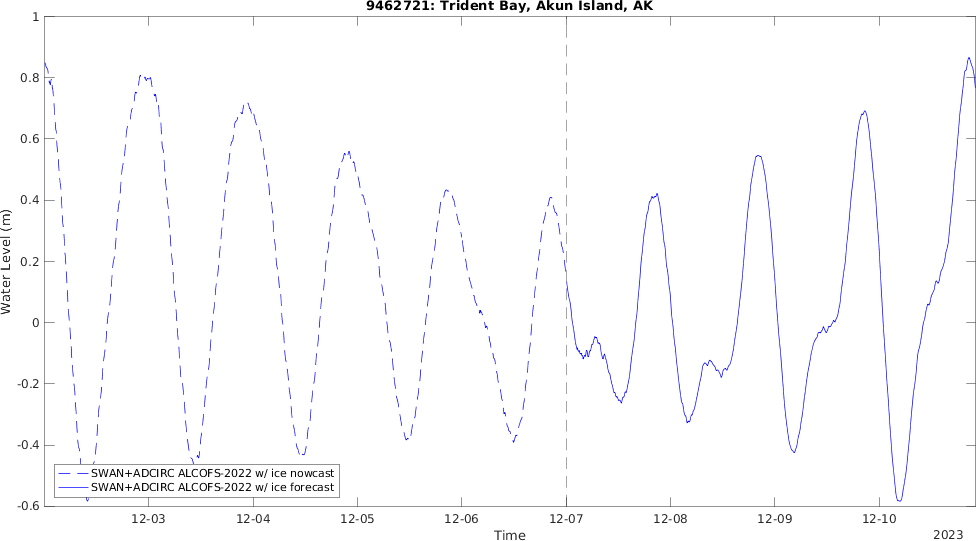 9462721: Trident Bay, Akun Island, AK
1
0.8
0.6
0.4
0.2
0
-0.2
-0.4
-0.6
Water Level (m)
SWAN+ADCIRC ALCOFS-2022 w/ ice nowcast
SWAN+ADCIRC ALCOFS-2022 w/ ice forecast
12-03 12-04 12-05 12-06 12-07 12-08 12-09 12-10
Time
2023